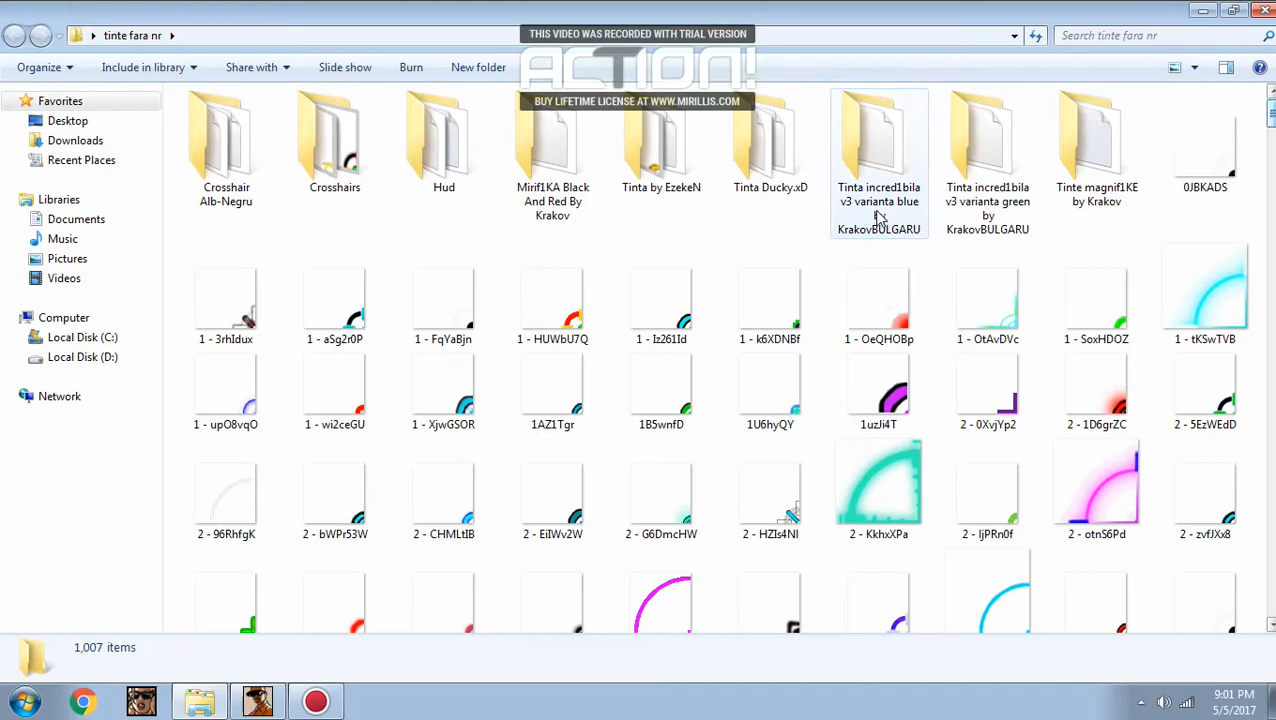 tinte fara nr
Search tinte fara nr
THIS VIDEO WAS RECORDED WITH TRIAL VERSION
ACTION!
BUY LIFETIME LICENSE AT WWW.MIRILLIS.COM
Organize
Include in library
Share with
Slide show
Burn
New folder
Favorites
Desktop
Downloads
Recent Places
Libraries
Documents
Music
Pictures
Videos
Computer
Local Disk (C:)
Local Disk (D:)
Network
Crosshair
Alb-Negru
Crosshairs
Hud
Mirif1KA Black
And Red By
Krakov
Tinta by EzekeN
Tinta Ducky.xD
Tinta incred1bila
v3 varianta blue
KrakovBULGARU
Tinta incred1bila
v3 varianta green
by
KrakovBULGARU
Tinte magnif1KE
by Krakov
0JBKADS
1 - 3rhIdux
1 - aSg2r0P
1 - FqYaBjn
1 - HUWbU7Q
1 - Iz261Id
1 - k6XDNBf
1 - OeQHOBp
1 - OtAvDVc
1 - SoxHDOZ
1 - tKSwTVB
1 - upO8vqO
1 - wi2ceGU
1 - XjwGSOR
1AZ1Tgr
1B5wnfD
1U6hyQY
1uzJi4T
2 - 0XvjYp2
2 - 1D6grZC
2 - 5EzWEdD
2 - 96RhfgK
2 - bWPr53W
2 - CHMLtIB
2 - EiIWv2W
2 - G6DmcHW
2 - HZIs4NI
2 - KkhxXPa
2 - ljPRn0f
2 - otnS6Pd
2 - zvfJXx8
1,007 items
9:01 PM
5/5/2017